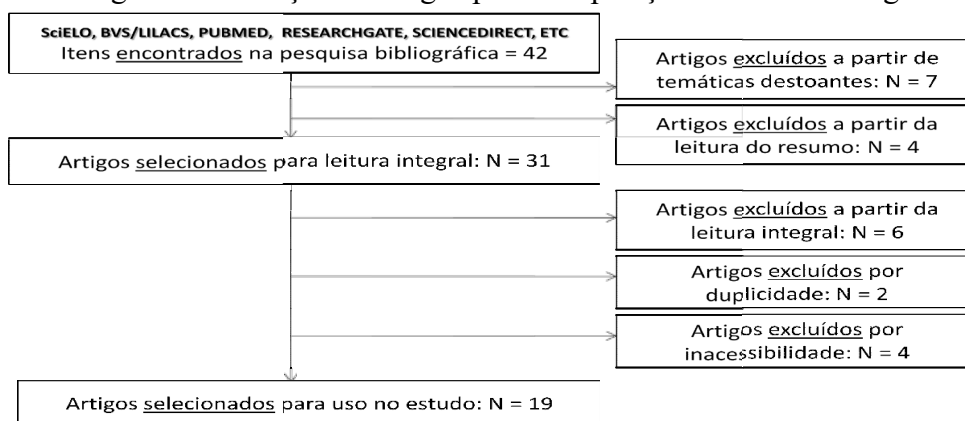 SciELO, BVS/LILACS, PUBMED, RESEARCHGATE, SCIENCEDIRECT, ETC
Itens encontrados na pesquisa bibliográfica = 42
Artigos excluídos a partir de
temáticas destoantes: N = 7
Artigos excluídos a partir da
leitura do resumo: N = 4
Artigos selecionados para leitura integral: N = 31
Artigos excluídos a partir da
leitura integral: N = 6
Artigos excluídos por
duplicidade: N = 2
Artigos excluídos por
inacessibilidade: N = 4
Artigos selecionados para uso no estudo: N = 19